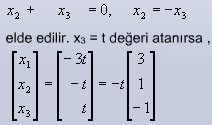 x₂ + x₃ = 0, x₂ = −x₃
elde edilir. x₃ = t değeri atanırsa ,
[x₁] [−3t] [3]
[x₂] = [−t] = −t [1]
[x₃] [t] [−1]